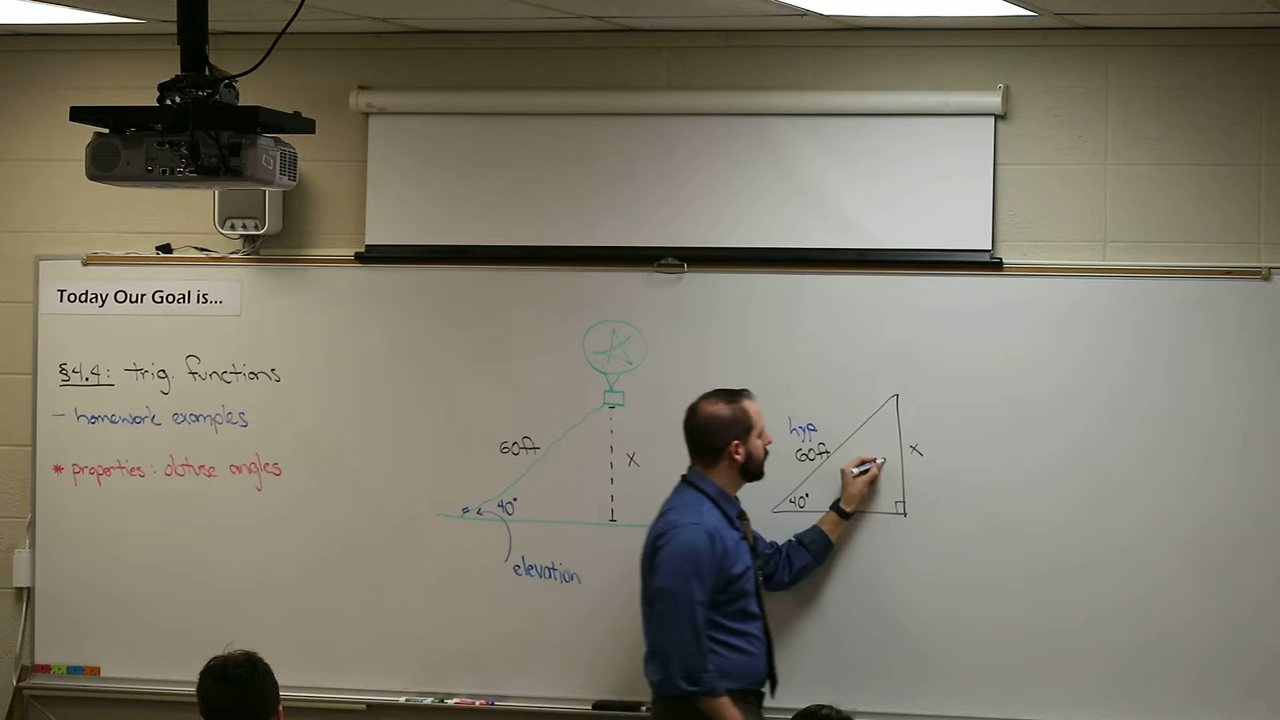 Today Our Goal is...
§4.4: trig. functions
- homework examples
* properties: obtuse angles
60ft
x
40°
elevation
hyp
60ft
x
40°